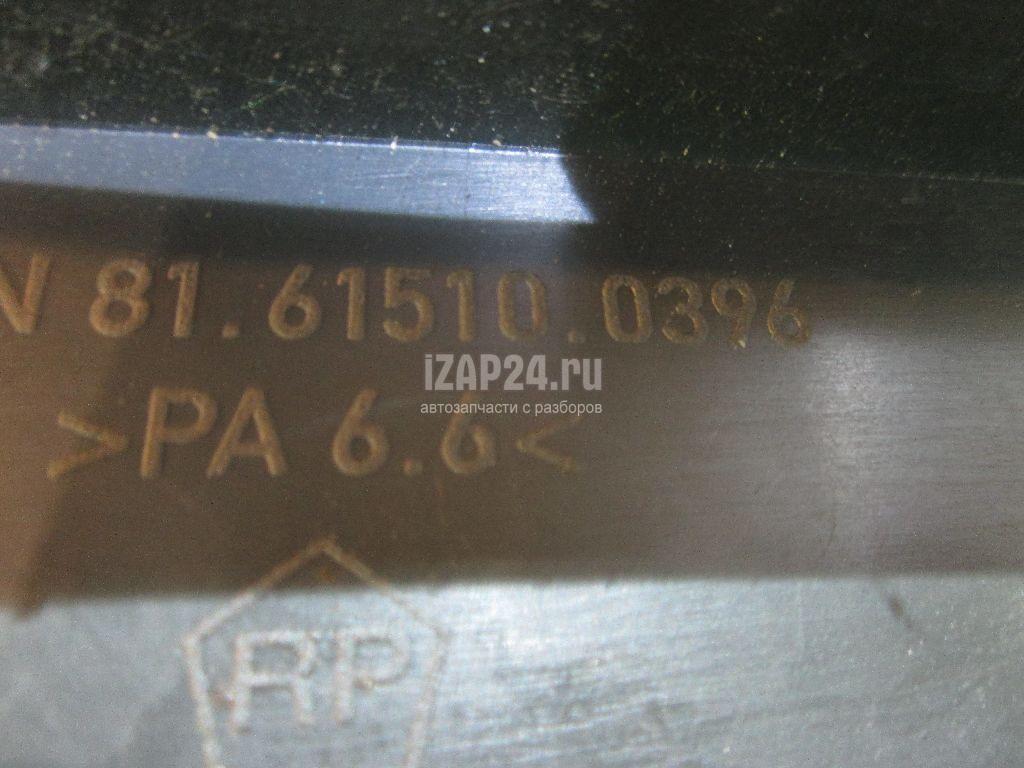 N 81.61510.0396
iZAP24.ru
автозапчасти с разборов
>PA 6.6<
RP